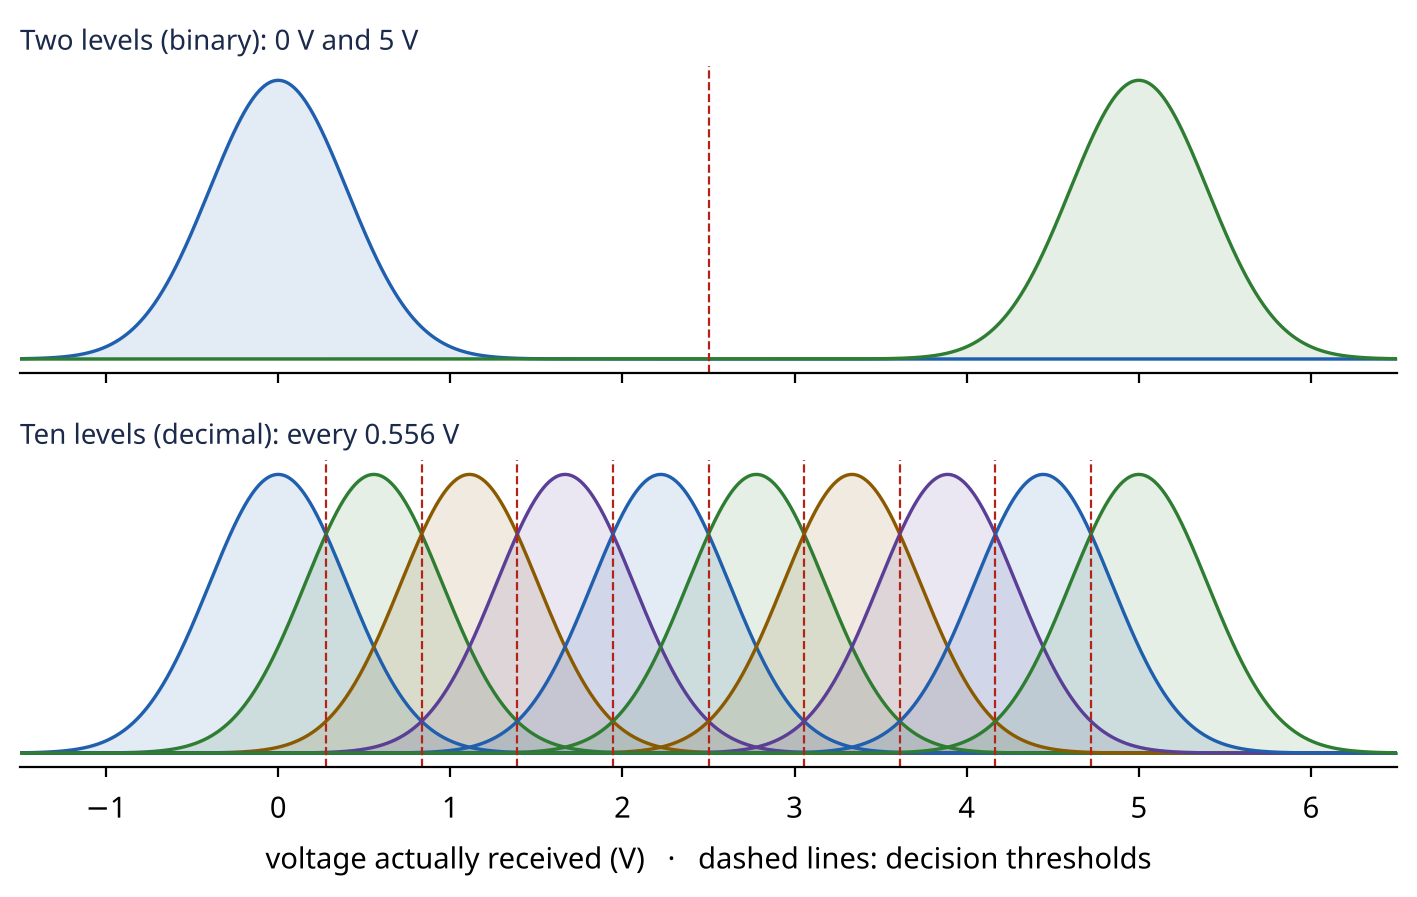 Two levels (binary): 0 V and 5 V
Ten levels (decimal): every 0.556 V
−1 0 1 2 3 4 5 6
voltage actually received (V) · dashed lines: decision thresholds